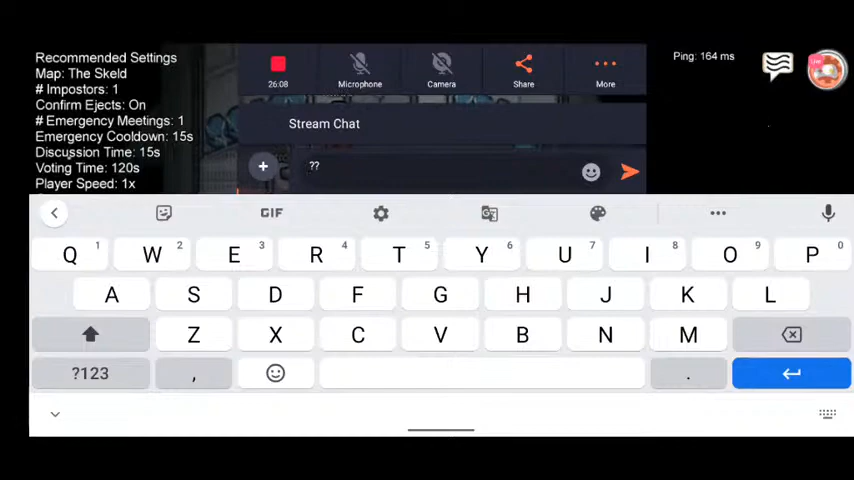 Recommended Settings
Map: The Skeld
# Impostors: 1
Confirm Ejects: On
# Emergency Meetings: 1
Emergency Cooldown: 15s
Discussion Time: 15s
Voting Time: 120s
Player Speed: 1x
26:08
Microphone
Camera
Share
More
Ping: 164 ms
Stream Chat
??
GIF
Q 1 W 2 E 3 R 4 T 5 Y 6 U 7 I 8 O 9 P 0
A S D F G H J K L
Z X C V B N M
?123 , .